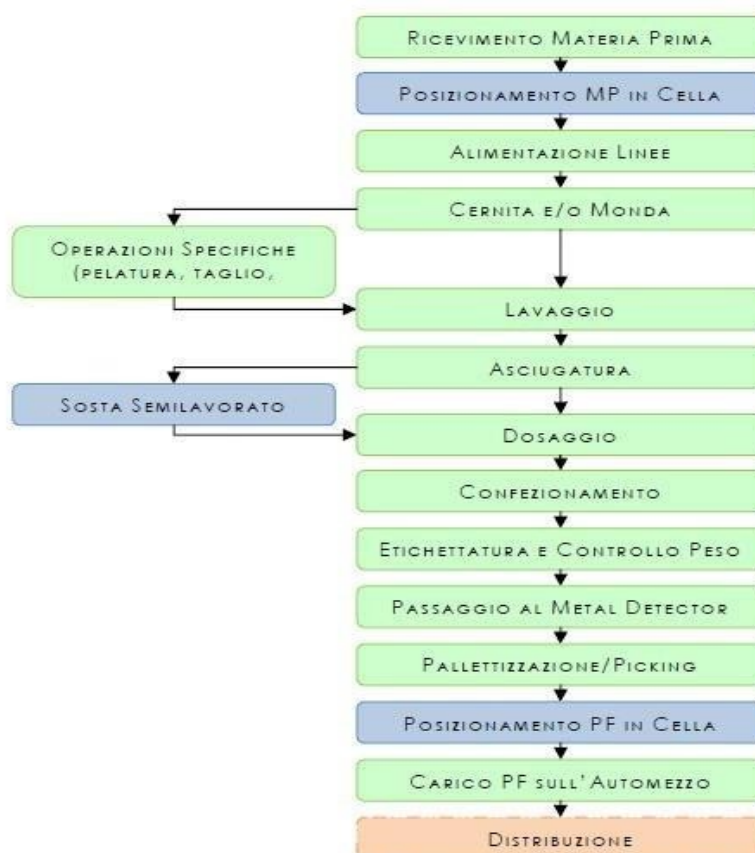 RICEVIMENTO MATERIA PRIMA
POSIZIONAMENTO MP IN CELLA
ALIMENTAZIONE LINEE
CERNITA E/O MONDA
OPERAZIONI SPECIFICHE
(PELATURA, TAGLIO,
LAVAGGIO
ASCIUGATURA
SOSTA SEMILAVORATO
DOSAGGIO
CONFEZIONAMENTO
ETICHETTATURA E CONTROLLO PESO
PASSAGGIO AL METAL DETECTOR
PALLETTIZZAZIONE/PICKING
POSIZIONAMENTO PF IN CELLA
CARICO PF SULL'AUTOMEZZO
DISTRIBUZIONE